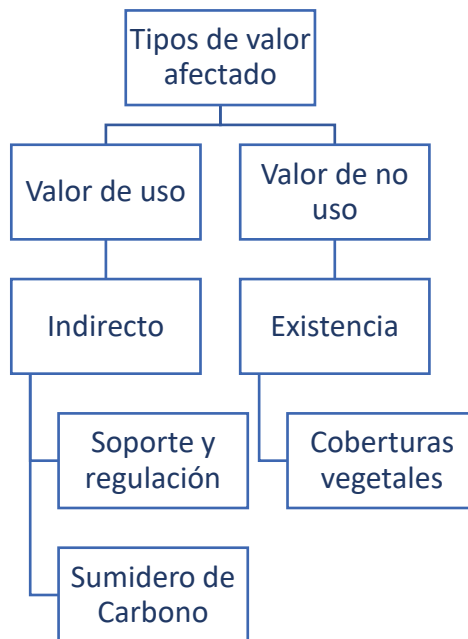 Tipos de valor
afectado
Valor de uso
Valor de no
uso
Indirecto
Existencia
Soporte y
regulación
Coberturas
vegetales
Sumidero de
Carbono